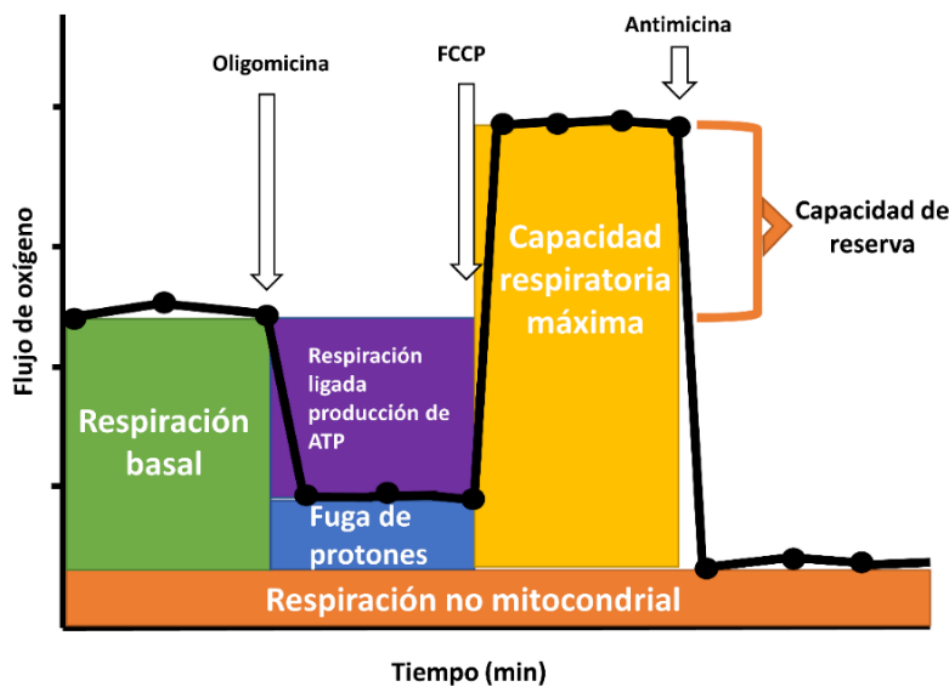 Antimicina
FCCP
Oligomicina
Flujo de oxígeno
Capacidad de
reserva
Capacidad
respiratoria
máxima
Respiración
ligada
producción de
ATP
Respiración
basal
Fuga de
protones
Respiración no mitocondrial
Tiempo (min)